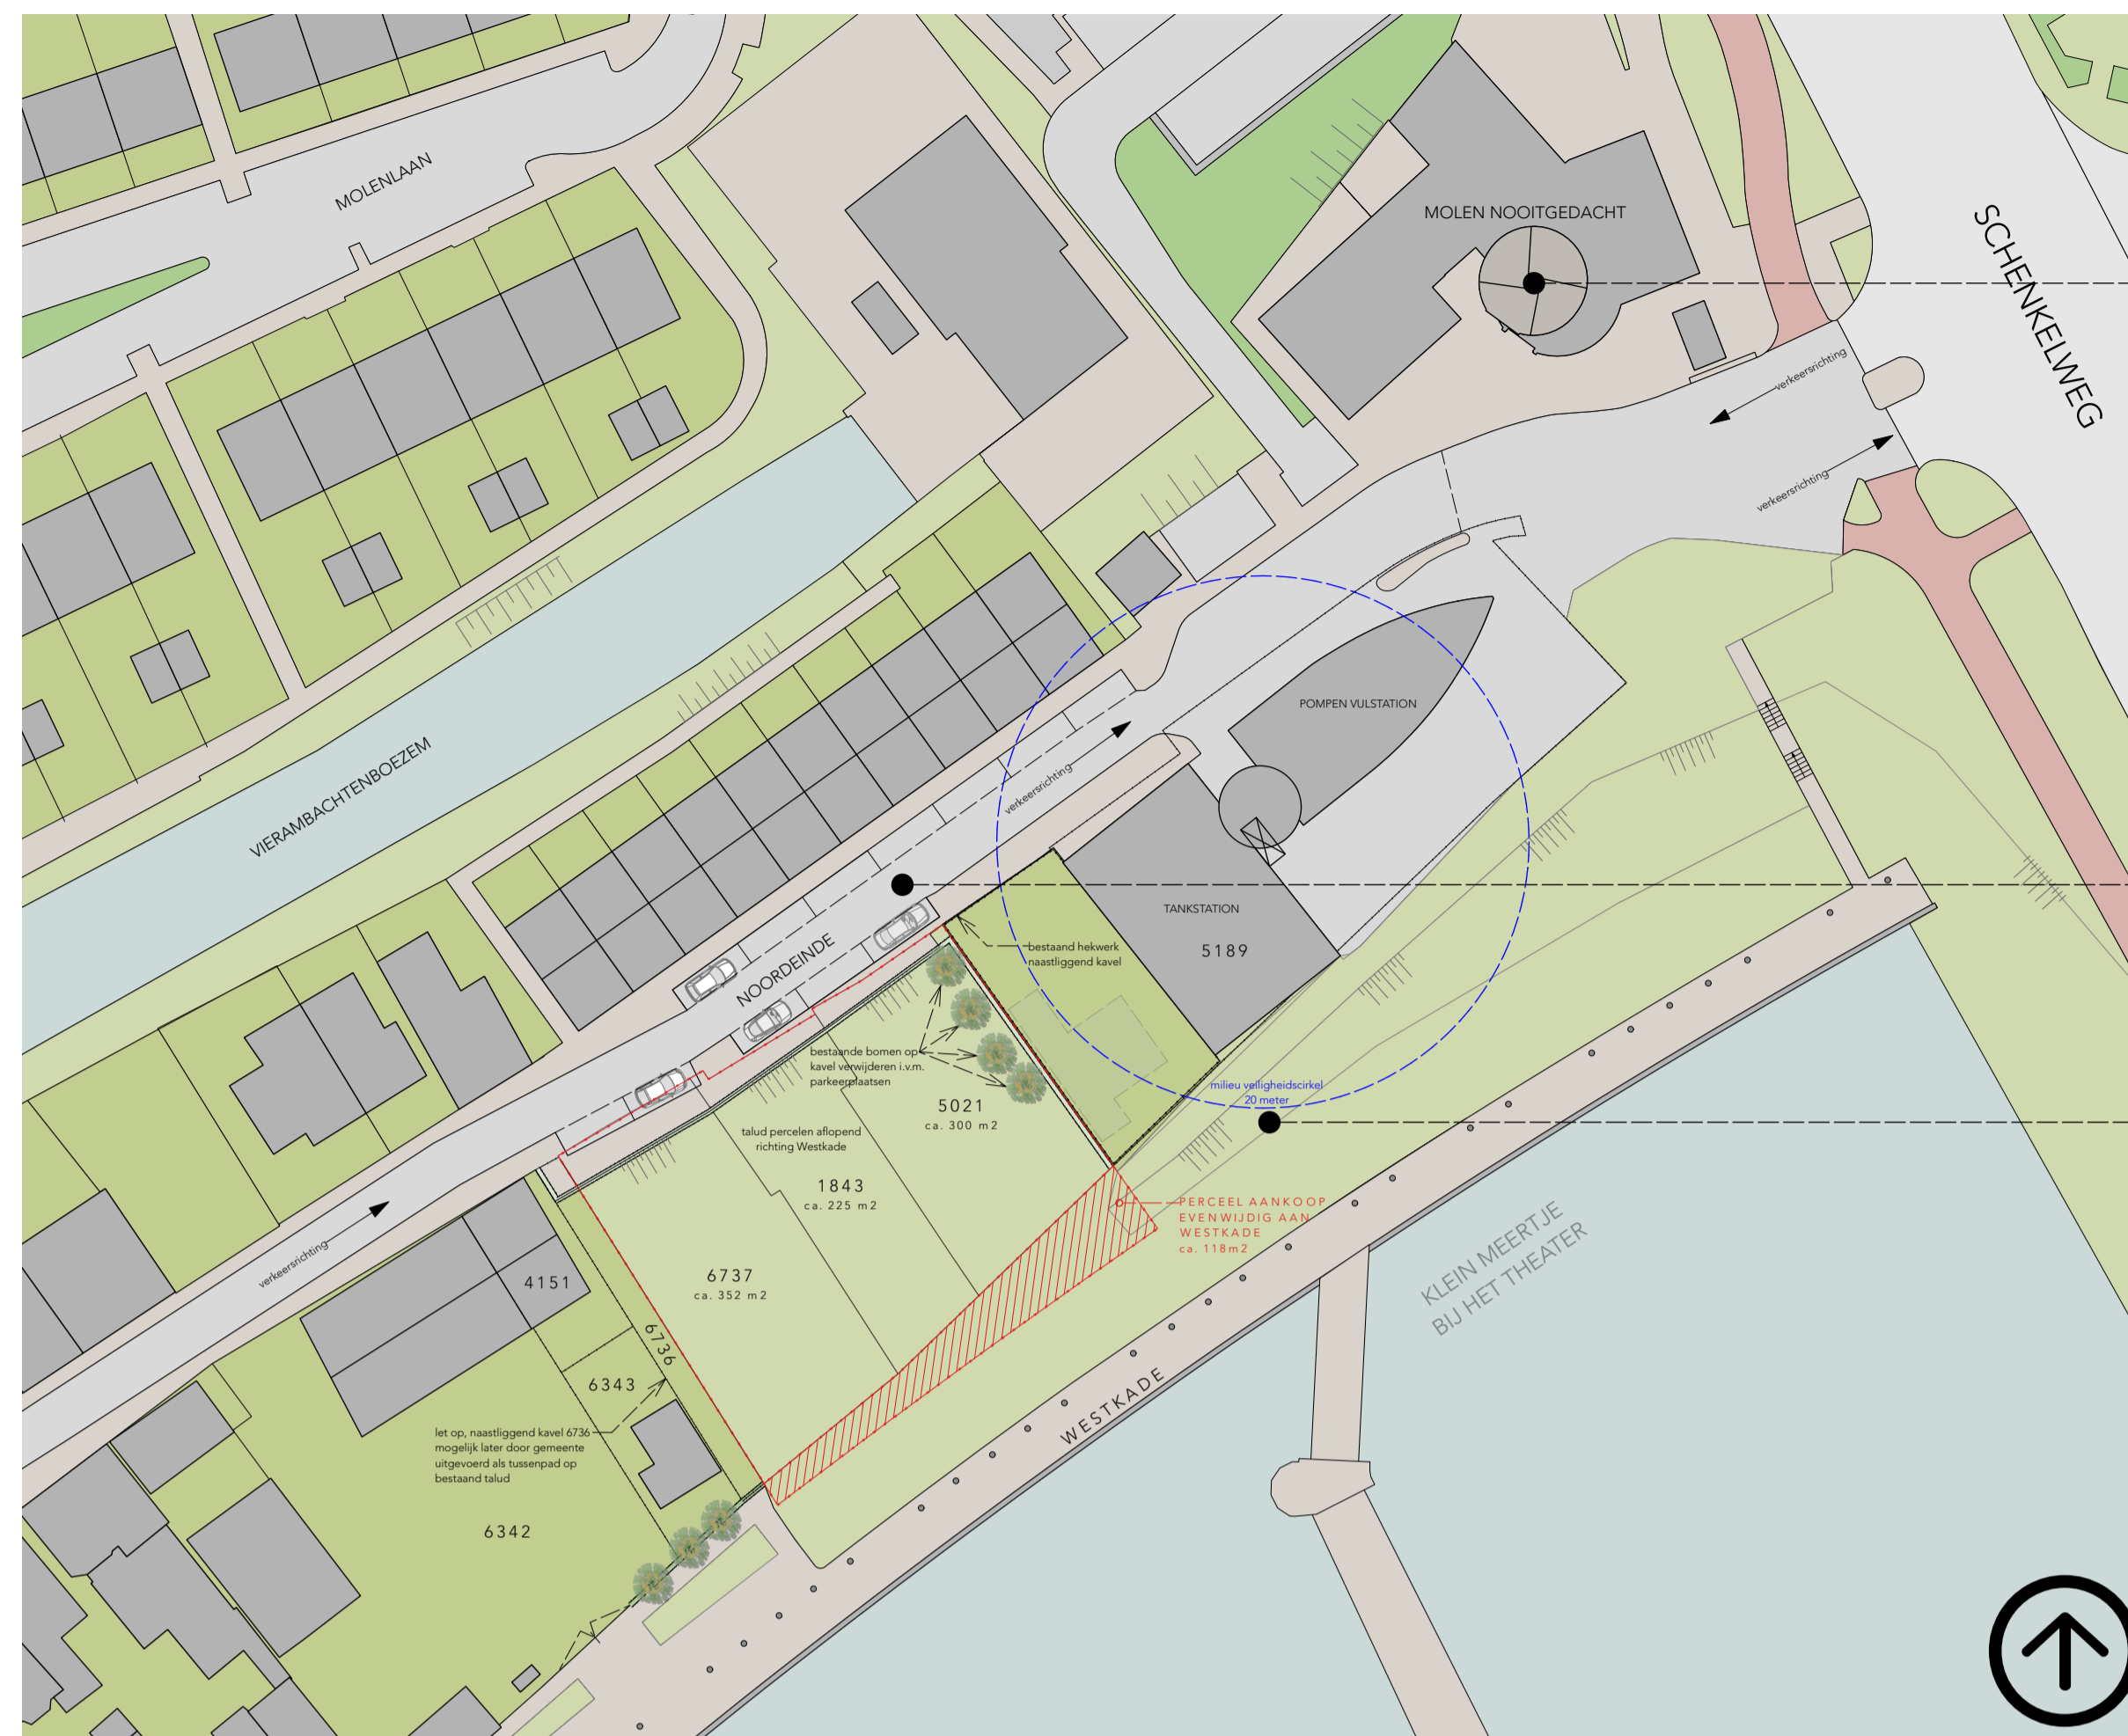 MOLENLAAN
MOLEN NOOITGEDACHT
SCHENKELWEG
verkeersrichting
verkeersrichting
POMPEN VULSTATION
VIERAMBACHTENBOEZEM
verkeersrichting
TANKSTATION
5189
bestaand hekwerk
naastliggend kavel
NOORDEINDE
bestaande bomen op
kavel verwijderen i.v.m.
parkeerplaatsen
milieu veiligheidscirkel
20 meter
5021
ca. 300 m2
talud percelen aflopend
richting Westkade
1843
ca. 225 m2
PERCEEL AANKOOP
EVENWIJDIG AAN
WESTKADE
ca. 118m2
verkeersrichting
4151
6737
ca. 352 m2
KLEIN MEERTJE
BIJ HET THEATER
6736
6343
WESTKADE
let op, naastliggend kavel 6736
mogelijk later door gemeente
uitgevoerd als tussenpad op
bestaand talud
6342